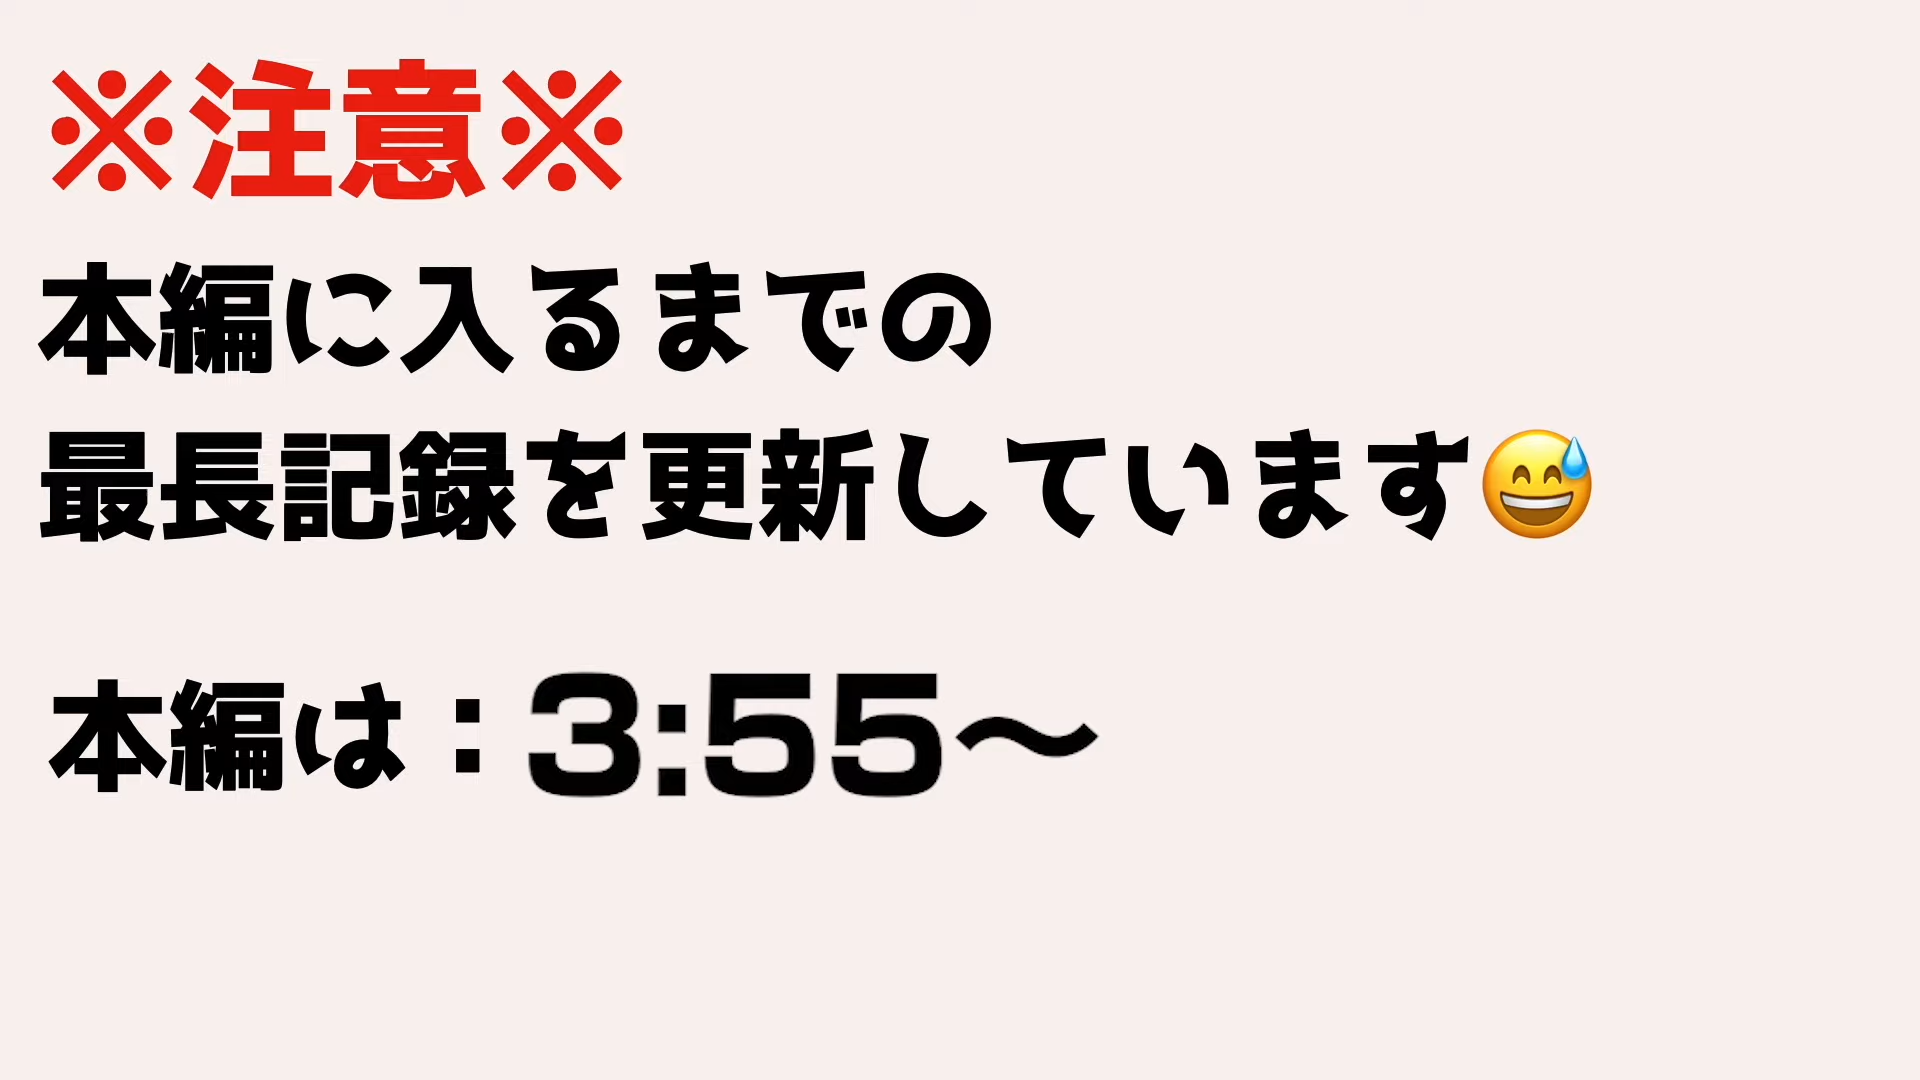 ※注意※
本編に入るまでの
最長記録を更新しています😅
本編は：3:55〜